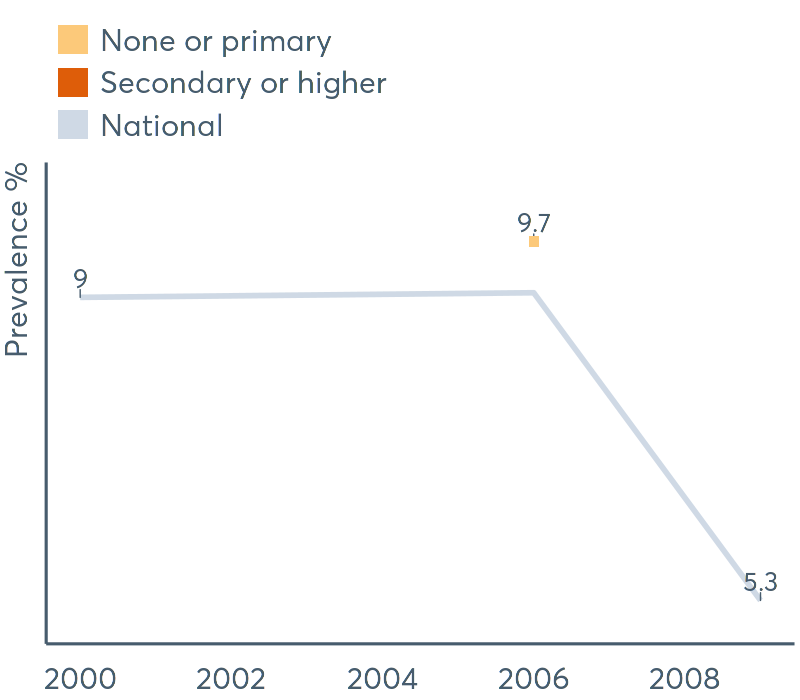 None or primary
Secondary or higher
National
Prevalence %
9.7
9
5.3
2000 2002 2004 2006 2008